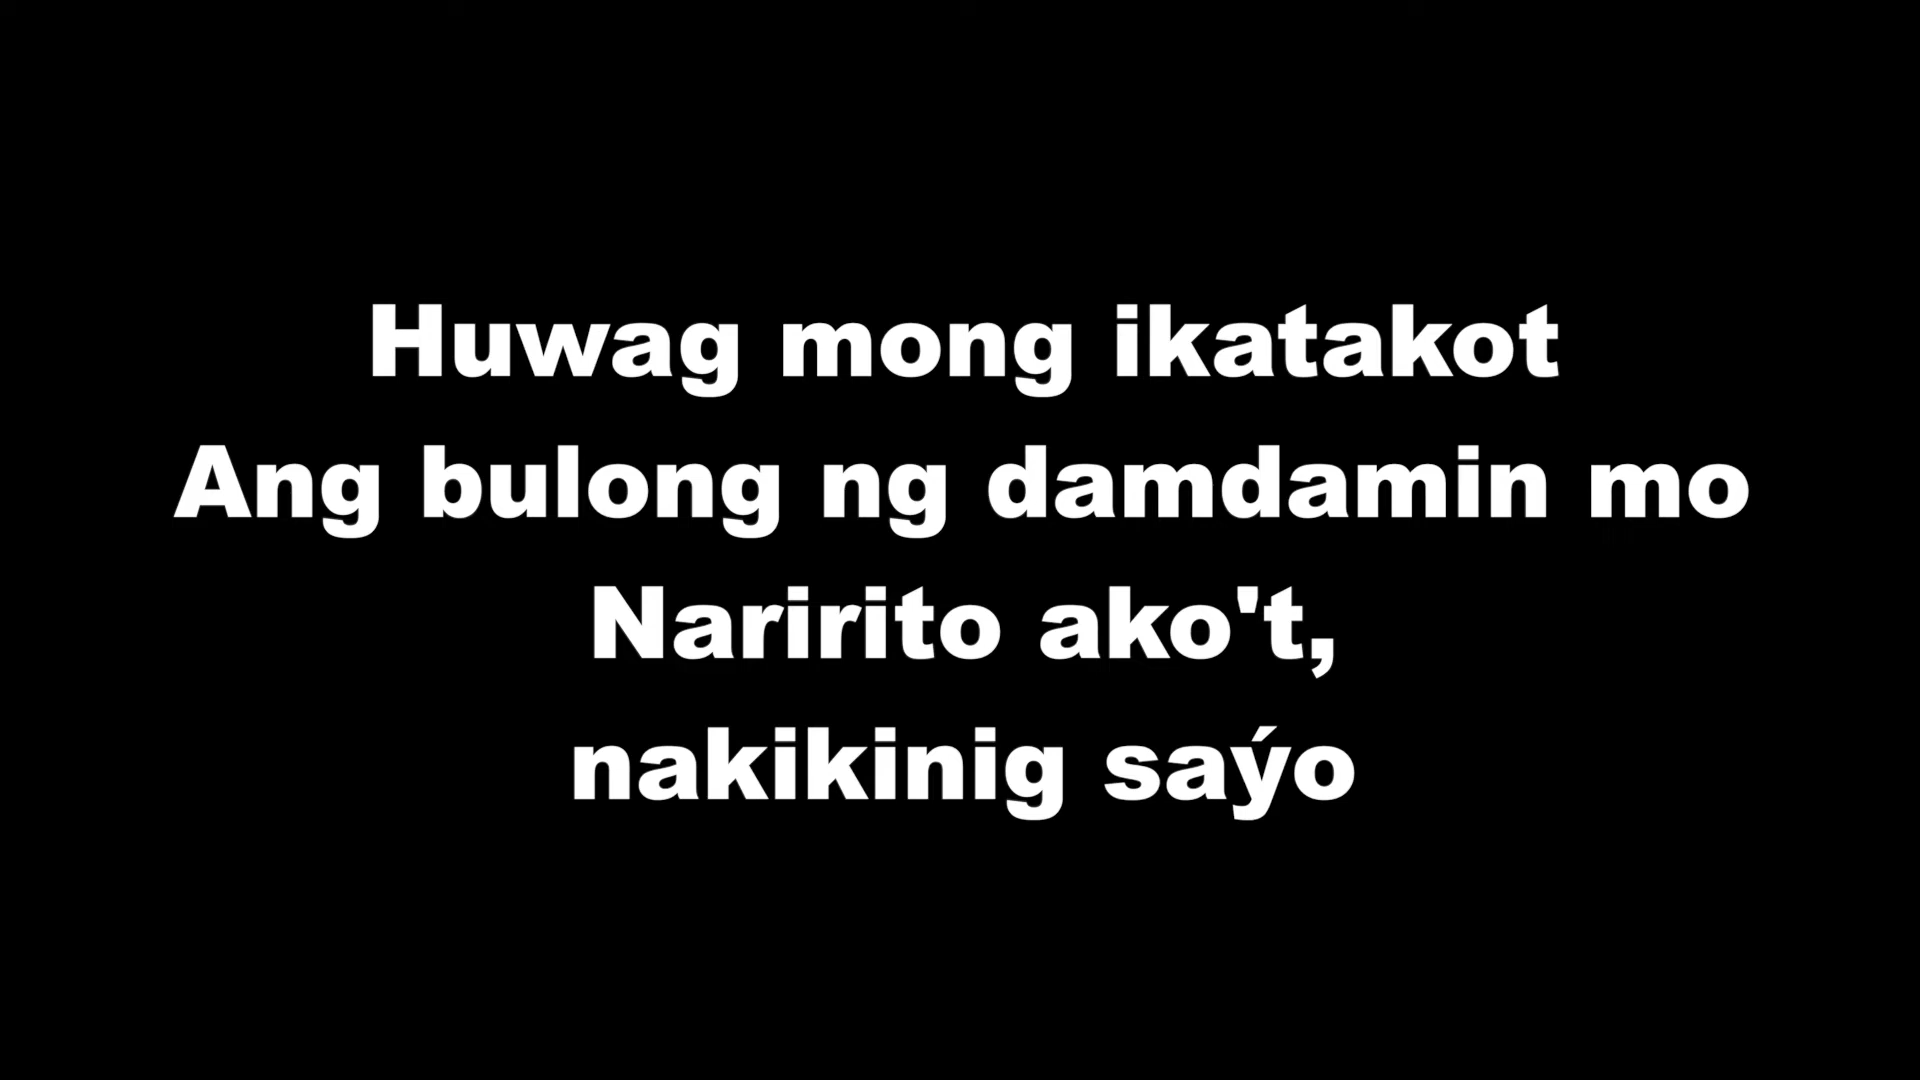 Huwag mong ikatakot
Ang bulong ng damdamin mo
Naririto ako't,
nakikinig saýo